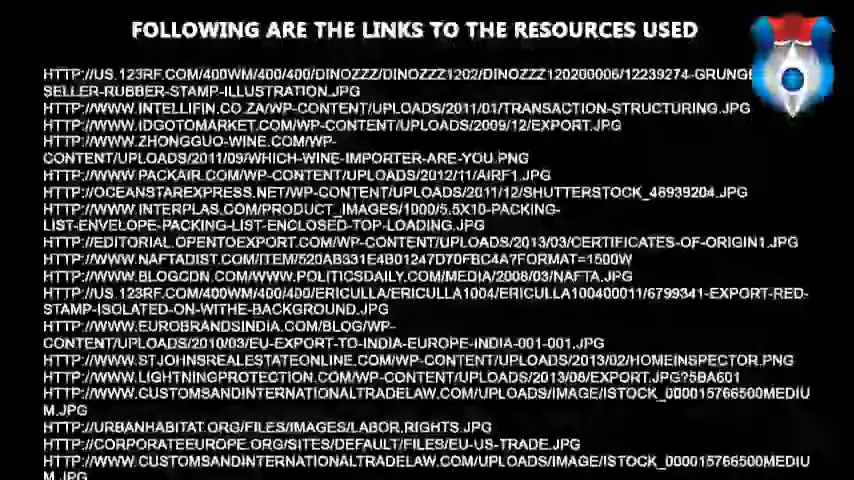 FOLLOWING ARE THE LINKS TO THE RESOURCES USED
HTTP://US.123RF.COM/400WM/400/400/DINOZZZ/DINOZZZ1202/DINOZZZ120200006/12239274-GRUNGE
SELLER-RUBBER-STAMP-ILLUSTRATION.JPG
HTTP://WWW.INTELLIFIN.CO.ZA/WP-CONTENT/UPLOADS/2011/01/TRANSACTION-STRUCTURING.JPG
HTTP://WWW.IDGOTOMARKET.COM/WP-CONTENT/UPLOADS/2009/12/EXPORT.JPG
HTTP://WWW.ZHONGGUO-WINE.COM/WP-
CONTENT/UPLOADS/2011/09/WHICH-WINE-IMPORTER-ARE-YOU.PNG
HTTP://WWW.PACKAIR.COM/WP-CONTENT/UPLOADS/2012/11/AIRF1.JPG
HTTP://OCEANSTAREXPRESS.NET/WP-CONTENT/UPLOADS/2011/12/SHUTTERSTOCK_46939204.JPG
HTTP://WWW.INTERPLAS.COM/PRODUCT_IMAGES/1000/5.5X10-PACKING-
LIST-ENVELOPE-PACKING-LIST-ENCLOSED-TOP-LOADING.JPG
HTTP://EDITORIAL.OPENTOEXPORT.COM/WP-CONTENT/UPLOADS/2013/03/CERTIFICATES-OF-ORIGIN1.JPG
HTTP://WWW.NAFTADIST.COM/ITEM/520AB331E4B01247D70FBC4A?FORMAT=1500W
HTTP://WWW.BLOGCDN.COM/WWW.POLITICSDAILY.COM/MEDIA/2008/03/NAFTA.JPG
HTTP://US.123RF.COM/400WM/400/400/ERICULLA/ERICULLA1004/ERICULLA100400011/6799341-EXPORT-RED-
STAMP-ISOLATED-ON-WITHE-BACKGROUND.JPG
HTTP://WWW.EUROBRANDSINDIA.COM/BLOG/WP-
CONTENT/UPLOADS/2010/03/EU-EXPORT-TO-INDIA-EUROPE-INDIA-001-001.JPG
HTTP://WWW.STJOHNSREALESTATEONLINE.COM/WP-CONTENT/UPLOADS/2013/02/HOMEINSPECTOR.PNG
HTTP://WWW.LIGHTNINGPROTECTION.COM/WP-CONTENT/UPLOADS/2013/08/EXPORT.JPG?5BA601
HTTP://WWW.CUSTOMSANDINTERNATIONALTRADELAW.COM/UPLOADS/IMAGE/ISTOCK_000015766500MEDIU
M.JPG
HTTP://URBANHABITAT.ORG/FILES/IMAGES/LABOR_RIGHTS.JPG
HTTP://CORPORATEEUROPE.ORG/SITES/DEFAULT/FILES/EU-US-TRADE.JPG
HTTP://WWW.CUSTOMSANDINTERNATIONALTRADELAW.COM/UPLOADS/IMAGE/ISTOCK_000015766500MEDIU
M.JPG